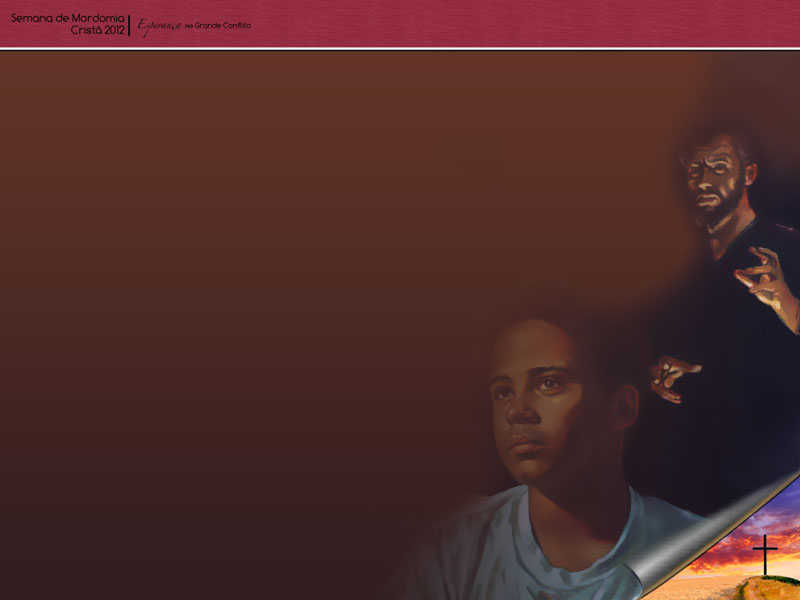 Semana de Mordomia
Cristã 2012
Esperança no Grande Conflito